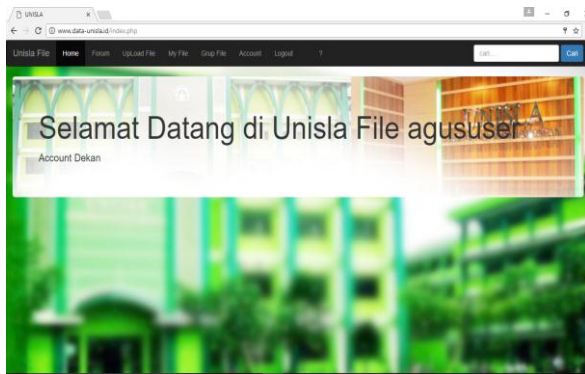 UNISLA
www.data-unisla.id/index.php
Unisla File Home Forum UpLoad File My File Grup File Account Logout ? cari... Cari
Selamat Datang di Unisla File agususer
Account Dekan
UNISLA